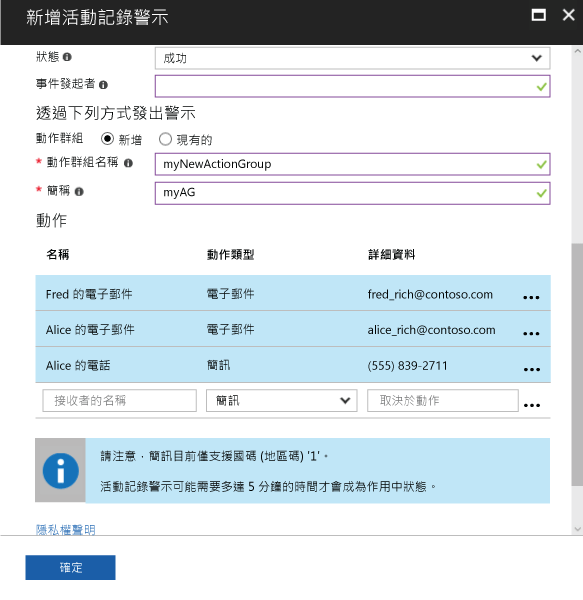 新增活動記錄警示
狀態
成功
事件發起者
透過下列方式發出警示
動作群組 新增 現有的
* 動作群組名稱 myNewActionGroup
* 簡稱 myAG
動作
名稱 動作類型 詳細資料
Fred 的電子郵件 電子郵件 fred_rich@contoso.com ...
Alice 的電子郵件 電子郵件 alice_rich@contoso.com ...
Alice 的電話 簡訊 (555) 839-2711 ...
接收者的名稱 簡訊 取決於動作 ...
請注意，簡訊目前僅支援國碼 (地區碼) '1'。
活動記錄警示可能需要多達 5 分鐘的時間才會成為作用中狀態。
隱私權聲明
確定